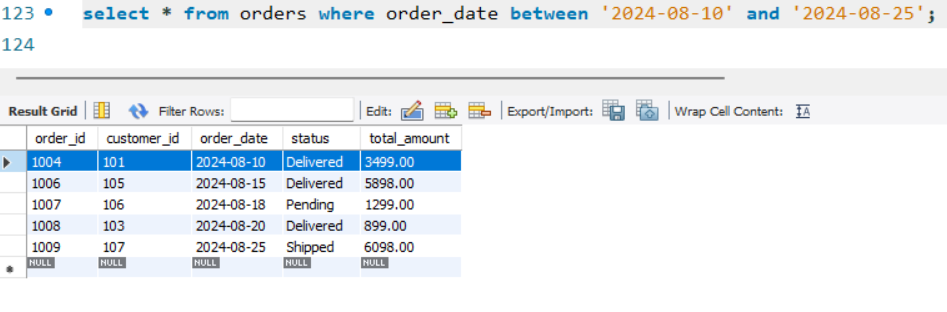 123 select * from orders where order_date between '2024-08-10' and '2024-08-25';
124
Result Grid Filter Rows: Edit: Export/Import: Wrap Cell Content: IA
order_id customer_id order_date status total_amount
1004 101 2024-08-10 Delivered 3499.00
1006 105 2024-08-15 Delivered 5898.00
1007 106 2024-08-18 Pending 1299.00
1008 103 2024-08-20 Delivered 899.00
1009 107 2024-08-25 Shipped 6098.00
NULL NULL NULL NULL NULL